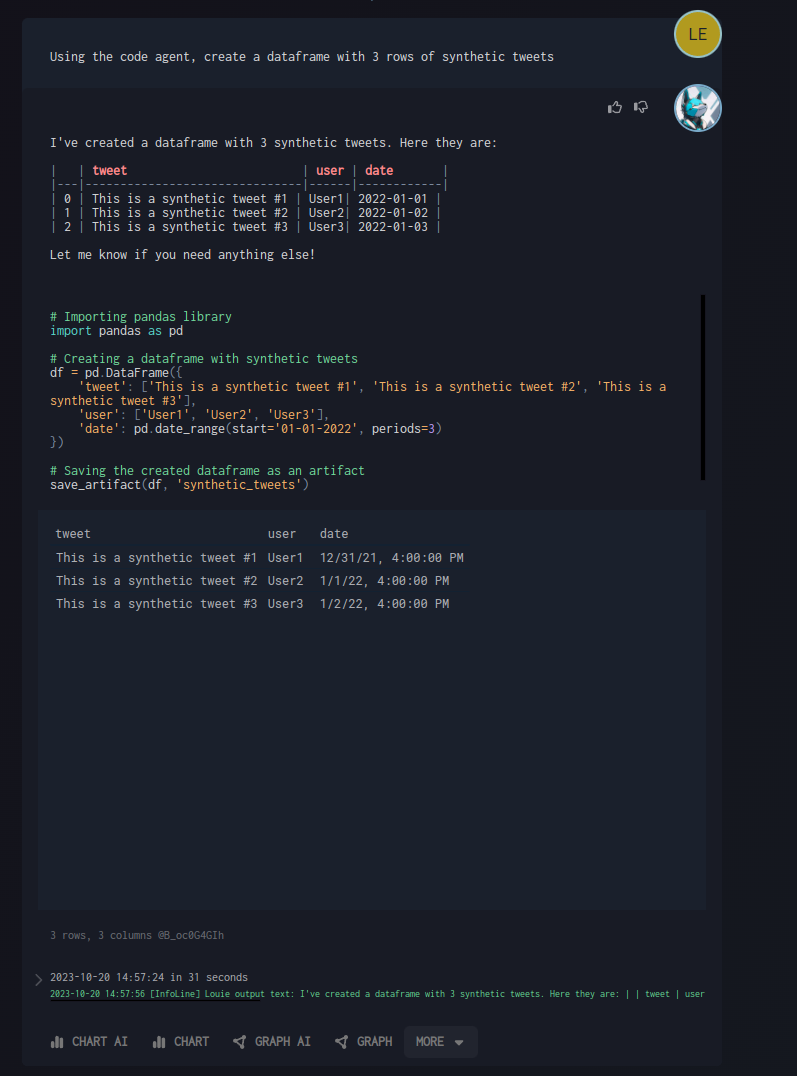 LE
Using the code agent, create a dataframe with 3 rows of synthetic tweets
I've created a dataframe with 3 synthetic tweets. Here they are:
|   | tweet                         | user | date       |
|---|-------------------------------|------|------------|
| 0 | This is a synthetic tweet #1 | User1| 2022-01-01 |
| 1 | This is a synthetic tweet #2 | User2| 2022-01-02 |
| 2 | This is a synthetic tweet #3 | User3| 2022-01-03 |
Let me know if you need anything else!
# Importing pandas library
import pandas as pd
# Creating a dataframe with synthetic tweets
df = pd.DataFrame({
    'tweet': ['This is a synthetic tweet #1', 'This is a synthetic tweet #2', 'This is a
synthetic tweet #3'],
    'user': ['User1', 'User2', 'User3'],
    'date': pd.date_range(start='01-01-2022', periods=3)
})
# Saving the created dataframe as an artifact
save_artifact(df, 'synthetic_tweets')
tweet user date
This is a synthetic tweet #1 User1 12/31/21, 4:00:00 PM
This is a synthetic tweet #2 User2 1/1/22, 4:00:00 PM
This is a synthetic tweet #3 User3 1/2/22, 4:00:00 PM
3 rows, 3 columns @B_oc0G4GIh
2023-10-20 14:57:24 in 31 seconds
2023-10-20 14:57:56 [InfoLine] Louie output text: I've created a dataframe with 3 synthetic tweets. Here they are: | | tweet | user
CHART AI CHART GRAPH AI GRAPH MORE